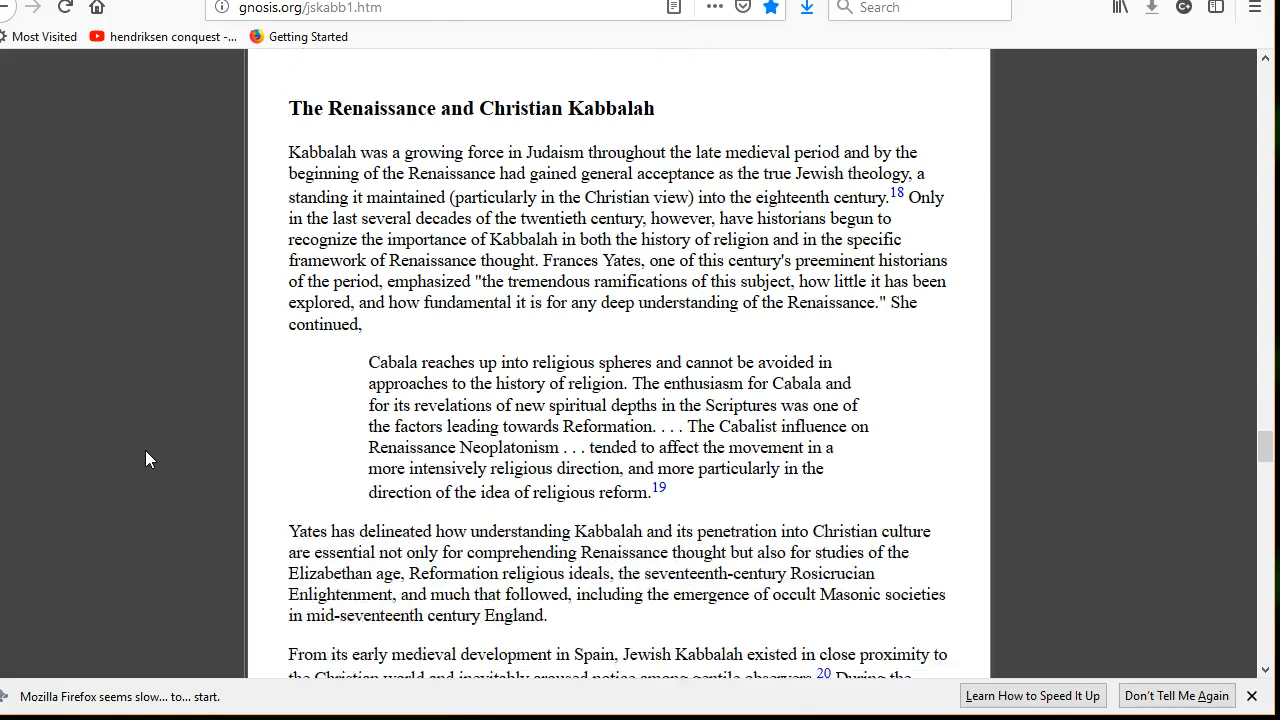 gnosis.org/jskabb1.htm
Search
Most Visited
hendriksen conquest -...
Getting Started
The Renaissance and Christian Kabbalah
Kabbalah was a growing force in Judaism throughout the late medieval period and by the
beginning of the Renaissance had gained general acceptance as the true Jewish theology, a
standing it maintained (particularly in the Christian view) into the eighteenth century.18 Only
in the last several decades of the twentieth century, however, have historians begun to
recognize the importance of Kabbalah in both the history of religion and in the specific
framework of Renaissance thought. Frances Yates, one of this century's preeminent historians
of the period, emphasized "the tremendous ramifications of this subject, how little it has been
explored, and how fundamental it is for any deep understanding of the Renaissance." She
continued,
Cabala reaches up into religious spheres and cannot be avoided in
approaches to the history of religion. The enthusiasm for Cabala and
for its revelations of new spiritual depths in the Scriptures was one of
the factors leading towards Reformation. . . . The Cabalist influence on
Renaissance Neoplatonism . . . tended to affect the movement in a
more intensively religious direction, and more particularly in the
direction of the idea of religious reform.19
Yates has delineated how understanding Kabbalah and its penetration into Christian culture
are essential not only for comprehending Renaissance thought but also for studies of the
Elizabethan age, Reformation religious ideals, the seventeenth-century Rosicrucian
Enlightenment, and much that followed, including the emergence of occult Masonic societies
in mid-seventeenth century England.
From its early medieval development in Spain, Jewish Kabbalah existed in close proximity to
the Christian world and inevitably aroused notice among gentile observers.20 During the
Mozilla Firefox seems slow... to... start.
Learn How to Speed It Up
Don't Tell Me Again